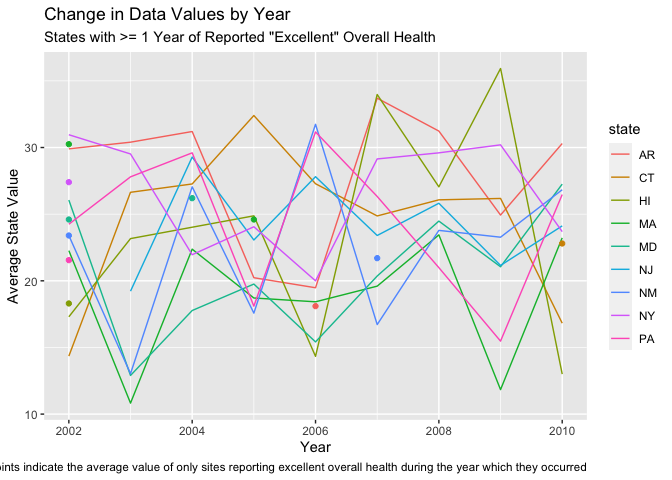 Change in Data Values by Year
States with >= 1 Year of Reported "Excellent" Overall Health
Average State Value
30
20
10
2002
2004
2006
2008
2010
Year
state
AR
CT
HI
MA
MD
NJ
NM
NY
PA
indicate the average value of only sites reporting excellent overall health during the year which they occurred